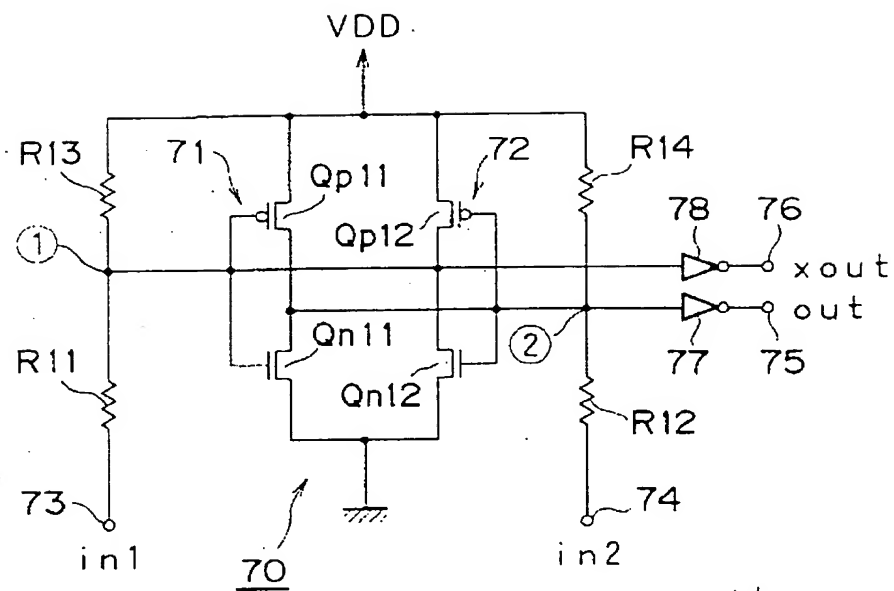 VDD
R13
71
72
R14
Qp11
Qp12
78
76
①
xout
out
②
Qn11
77
75
R11
Qn12
R12
73
74
in1
in2
70